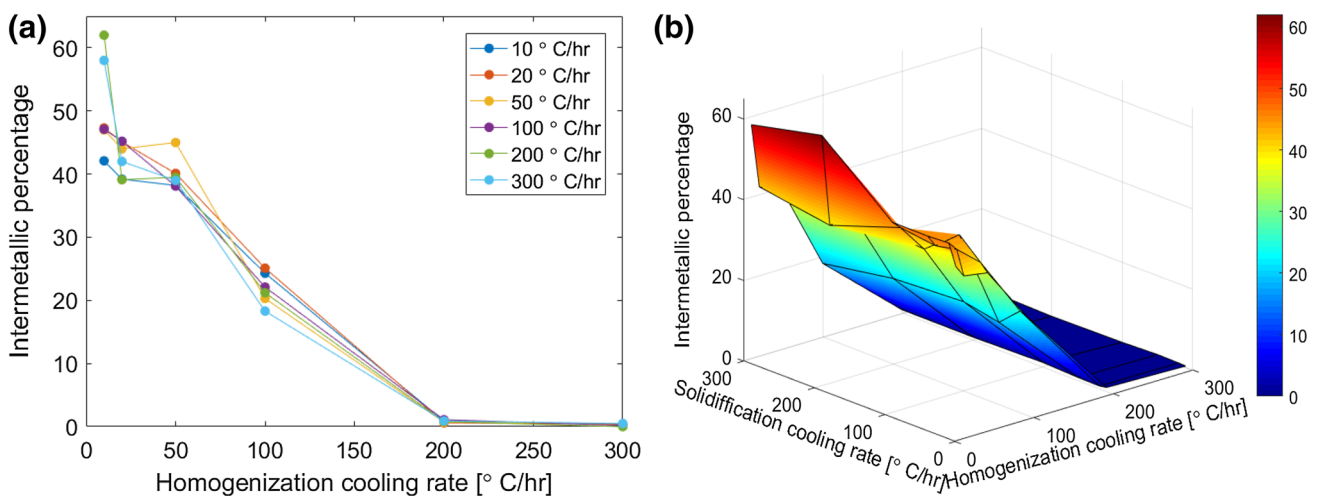 (a)
Intermetallic percentage
60
50
40
30
20
10
0
0 50 100 150 200 250 300
Homogenization cooling rate [° C/hr]
10 ° C/hr
20 ° C/hr
50 ° C/hr
100 ° C/hr
200 ° C/hr
300 ° C/hr
(b)
Intermetallic percentage
60
40
20
0
300
200
100
0
Solidiffication cooling rate [° C/hr]
0
100
200
300
Homogenization cooling rate [° C/hr]
60
50
40
30
20
10
0